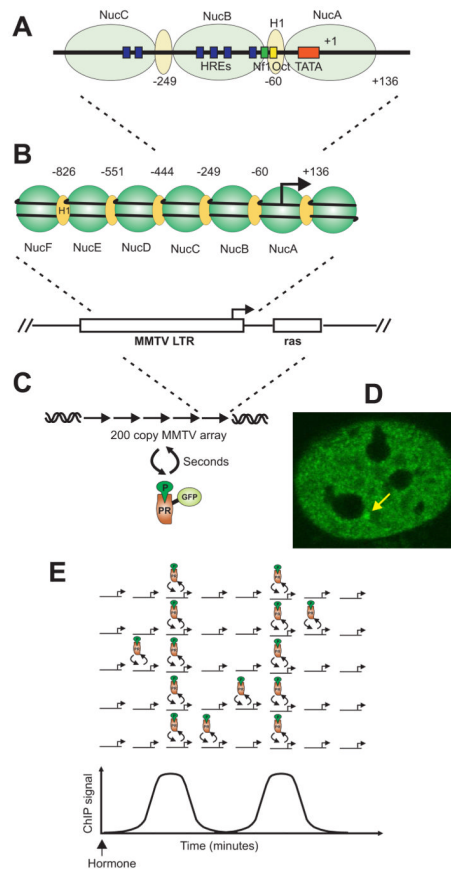 A
NucC NucB H1 NucA
+1
HREs Nf1 Oct TATA
-249 -60 +136
B
-826 -551 -444 -249 -60 +136
H1
NucF NucE NucD NucC NucB NucA
// //
MMTV LTR ras
C
D
200 copy MMTV array
Seconds
P
PR GFP
E
ChIP signal
Time (minutes)
Hormone